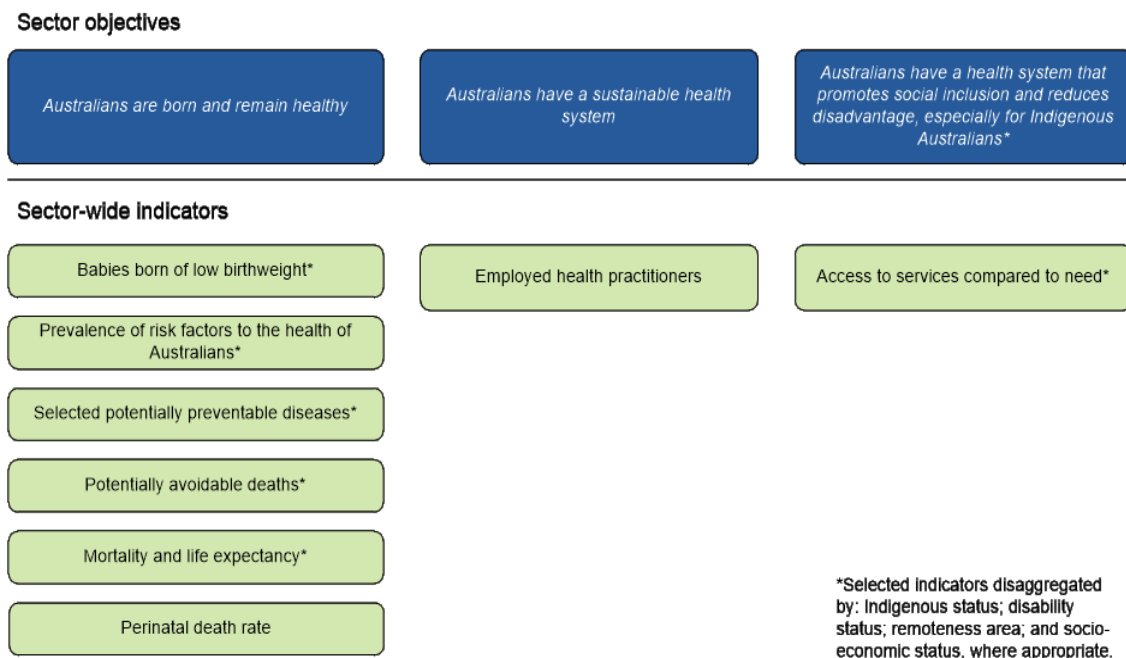 Sector objectives
Australians are born and remain healthy
Australians have a sustainable health
system
Australians have a health system that
promotes social inclusion and reduces
disadvantage, especially for Indigenous
Australians*
Sector-wide indicators
Babies born of low birthweight*
Employed health practitioners
Access to services compared to need*
Prevalence of risk factors to the health of
Australians*
Selected potentially preventable diseases*
Potentially avoidable deaths*
Mortality and life expectancy*
Perinatal death rate
*Selected indicators disaggregated
by: Indigenous status; disability
status; remoteness area; and socio-
economic status, where appropriate.